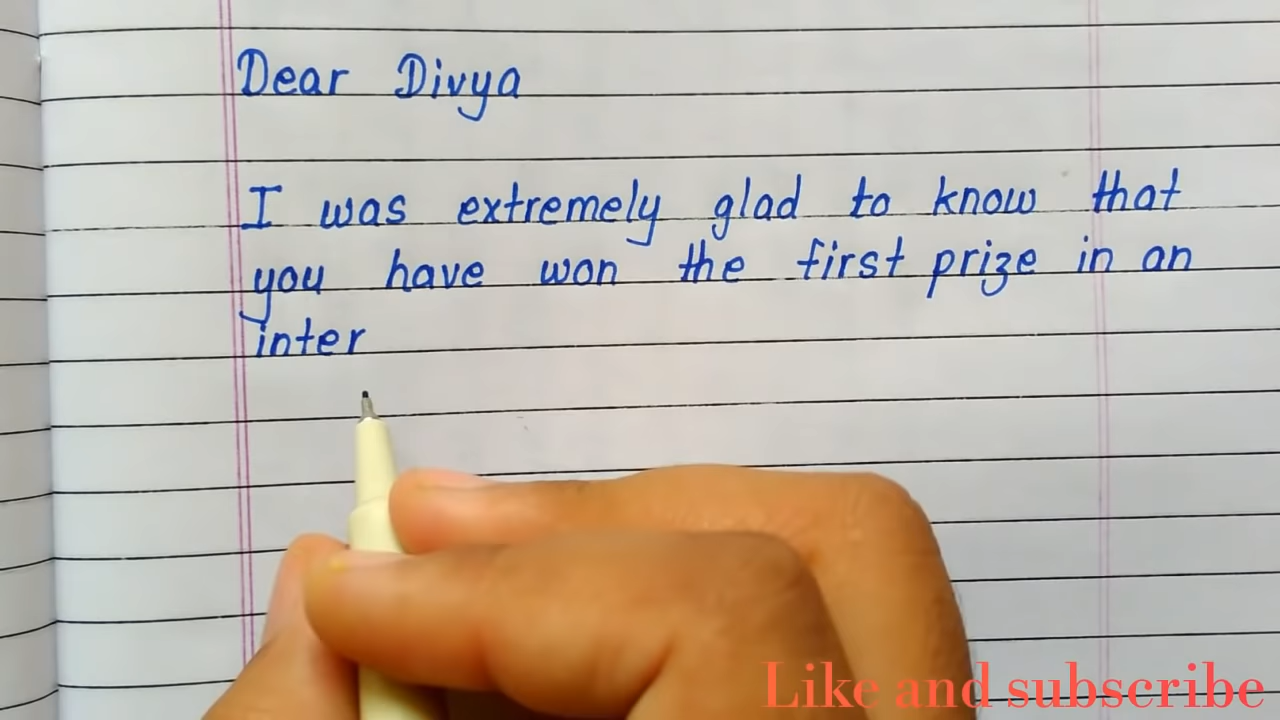 Dear Divya
I was extremely glad to know that
you have won the first prize in an
inter
Like and subscribe